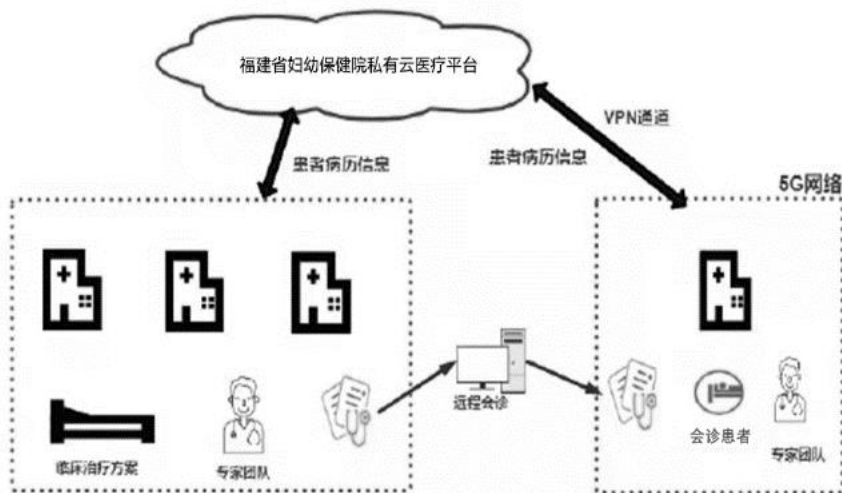 福建省妇幼保健院私有云医疗平台
VPN通道
患者病历信息
患者病历信息
5G网络
远程会诊
会诊患者
临床治疗方案
专家团队
专家团队